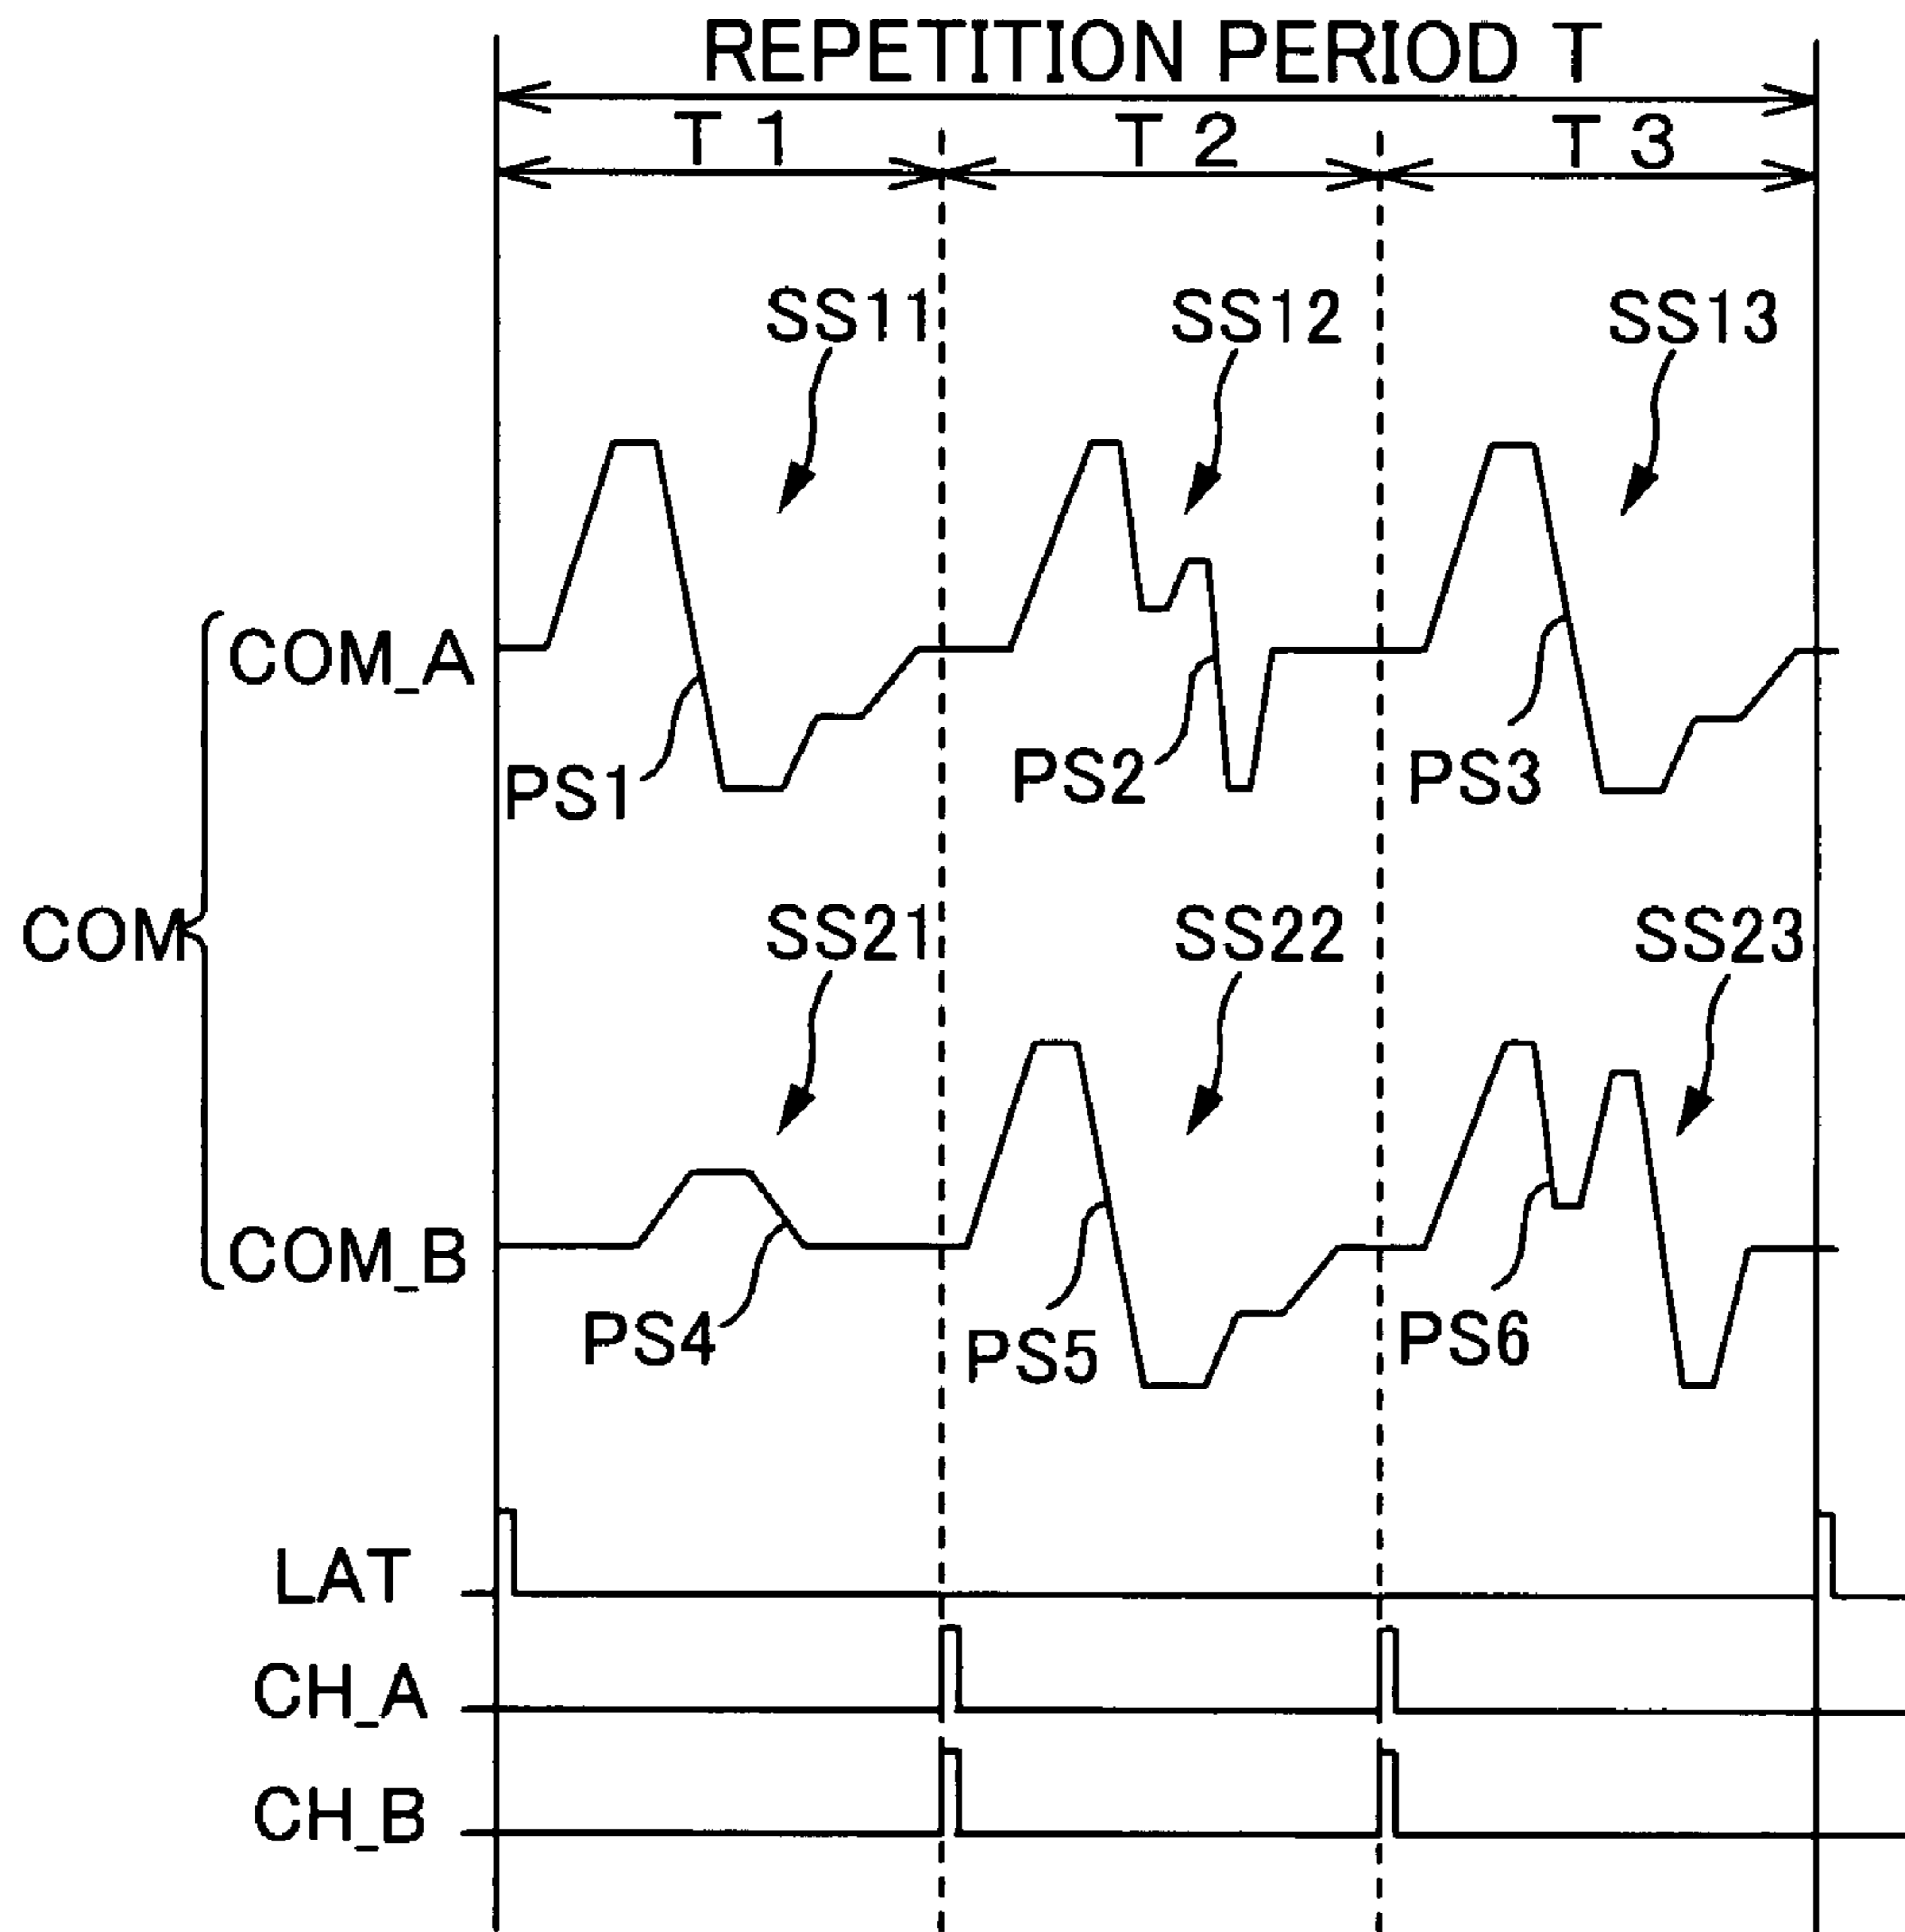 REPETITION PERIOD T
T 1 T 2 T 3
SS11 SS12 SS13
COM_A
PS1 PS2 PS3
COM
SS21 SS22 SS23
COM_B
PS4 PS5 PS6
LAT
CH_A
CH_B